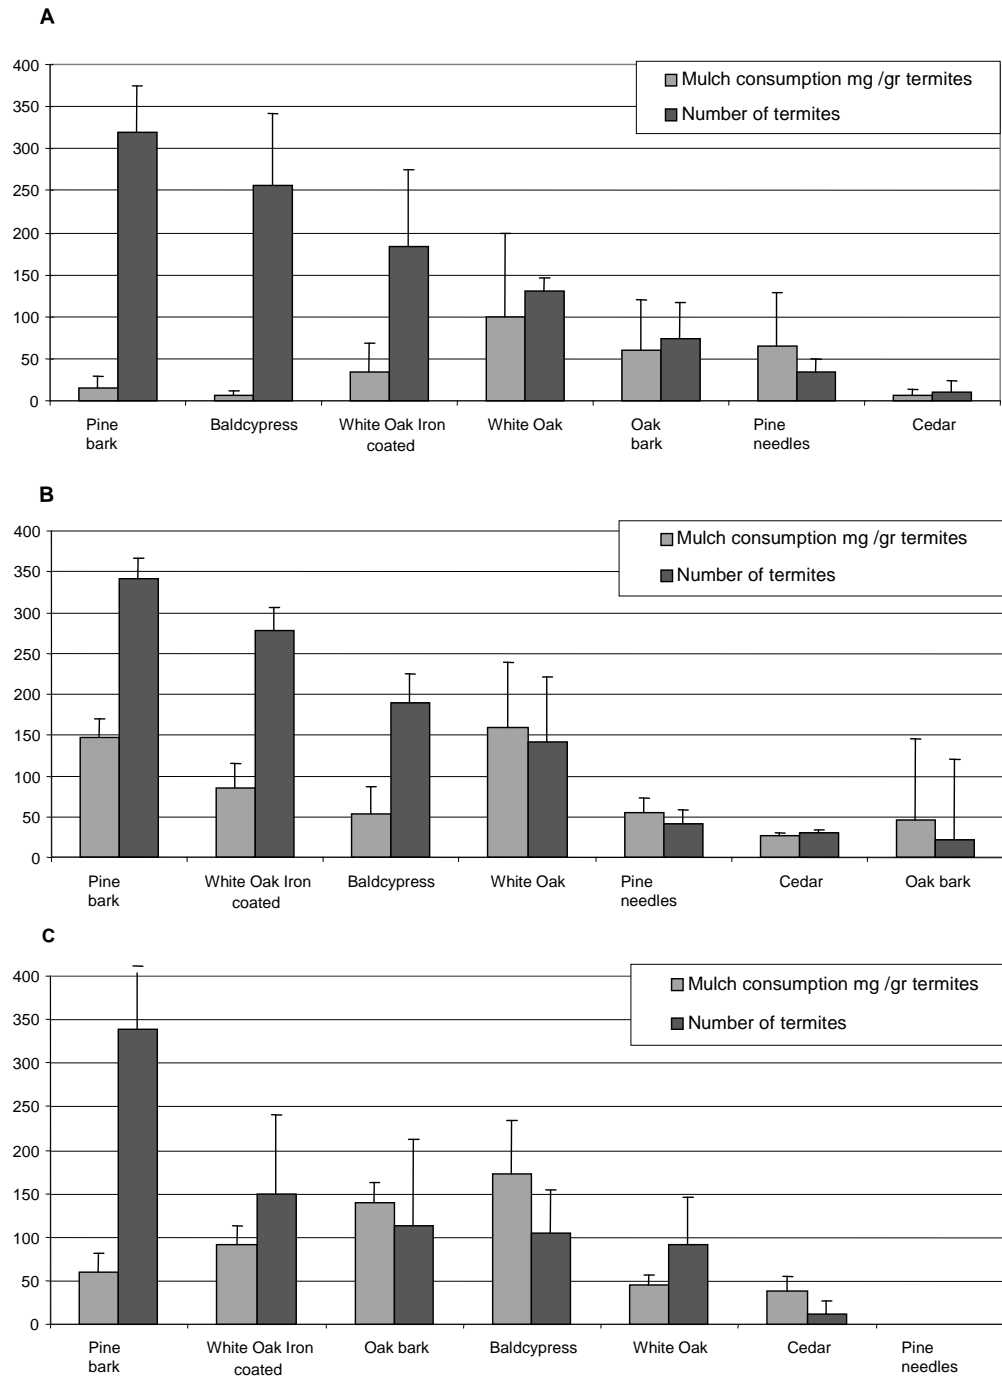 A
400
350
300
250
200
150
100
50
0
Mulch consumption mg /gr termites
Number of termites
Pine bark
Baldcypress
White Oak Iron coated
White Oak
Oak bark
Pine needles
Cedar
B
400
350
300
250
200
150
100
50
0
Mulch consumption mg /gr termites
Number of termites
Pine bark
White Oak Iron coated
Baldcypress
White Oak
Pine needles
Cedar
Oak bark
C
400
350
300
250
200
150
100
50
0
Mulch consumption mg /gr termites
Number of termites
Pine bark
White Oak Iron coated
Oak bark
Baldcypress
White Oak
Cedar
Pine needles